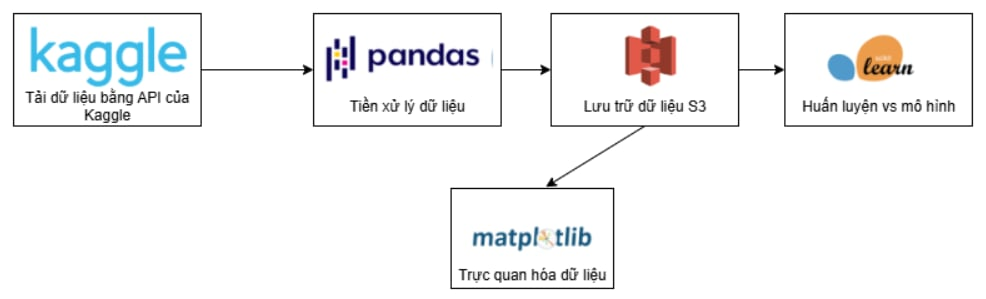 kaggle
Tải dữ liệu bằng API của
Kaggle
pandas
Tiền xử lý dữ liệu
Lưu trữ dữ liệu S3
learn
Huấn luyện vs mô hình
matplotlib
Trực quan hóa dữ liệu